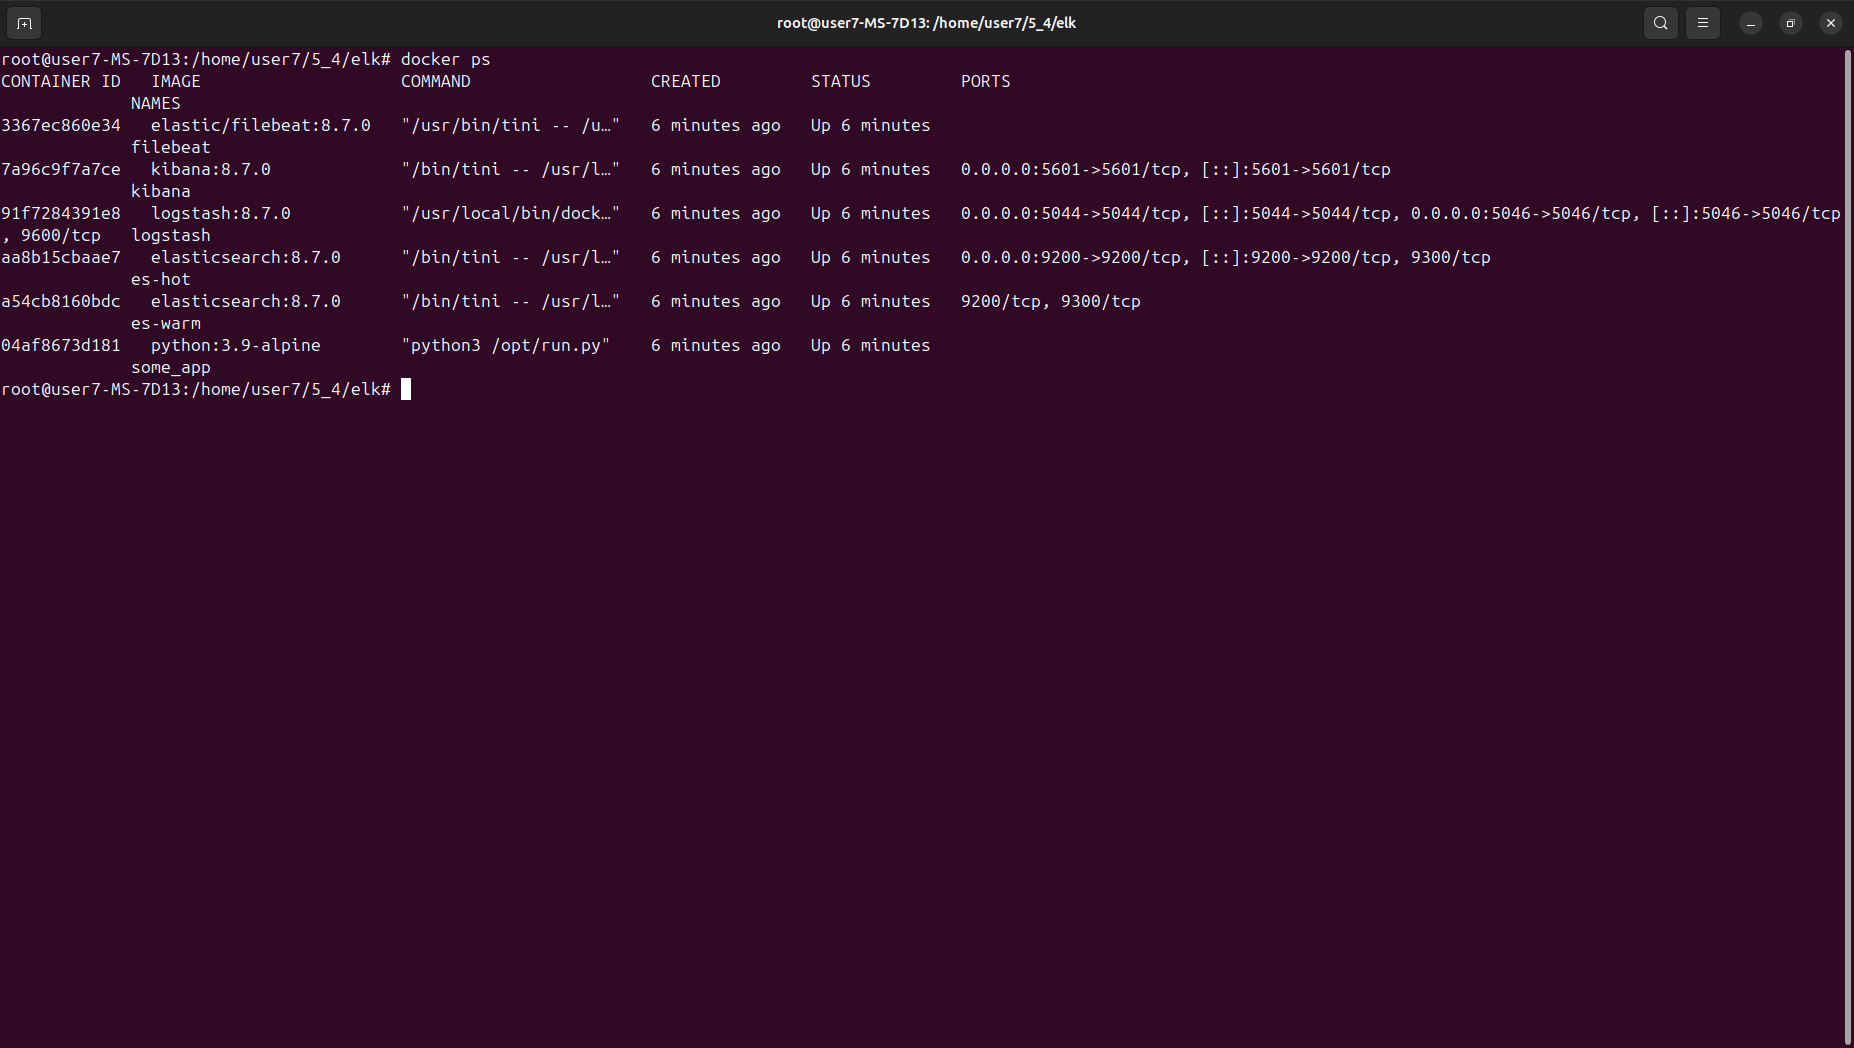 root@user7-MS-7D13: /home/user7/5_4/elk
root@user7-MS-7D13:/home/user7/5_4/elk# docker ps
CONTAINER ID   IMAGE                    COMMAND                  CREATED         STATUS         PORTS
             NAMES
3367ec860e34   elastic/filebeat:8.7.0   "/usr/bin/tini -- /u…"   6 minutes ago   Up 6 minutes
             filebeat
7a96c9f7a7ce   kibana:8.7.0             "/bin/tini -- /usr/l…"   6 minutes ago   Up 6 minutes   0.0.0.0:5601->5601/tcp, [::]:5601->5601/tcp
             kibana
91f7284391e8   logstash:8.7.0           "/usr/local/bin/dock…"   6 minutes ago   Up 6 minutes   0.0.0.0:5044->5044/tcp, [::]:5044->5044/tcp, 0.0.0.0:5046->5046/tcp, [::]:5046->5046/tcp
, 9600/tcp   logstash
aa8b15cbaae7   elasticsearch:8.7.0      "/bin/tini -- /usr/l…"   6 minutes ago   Up 6 minutes   0.0.0.0:9200->9200/tcp, [::]:9200->9200/tcp, 9300/tcp
             es-hot
a54cb8160bdc   elasticsearch:8.7.0      "/bin/tini -- /usr/l…"   6 minutes ago   Up 6 minutes   9200/tcp, 9300/tcp
             es-warm
04af8673d181   python:3.9-alpine        "python3 /opt/run.py"    6 minutes ago   Up 6 minutes
             some_app
root@user7-MS-7D13:/home/user7/5_4/elk#